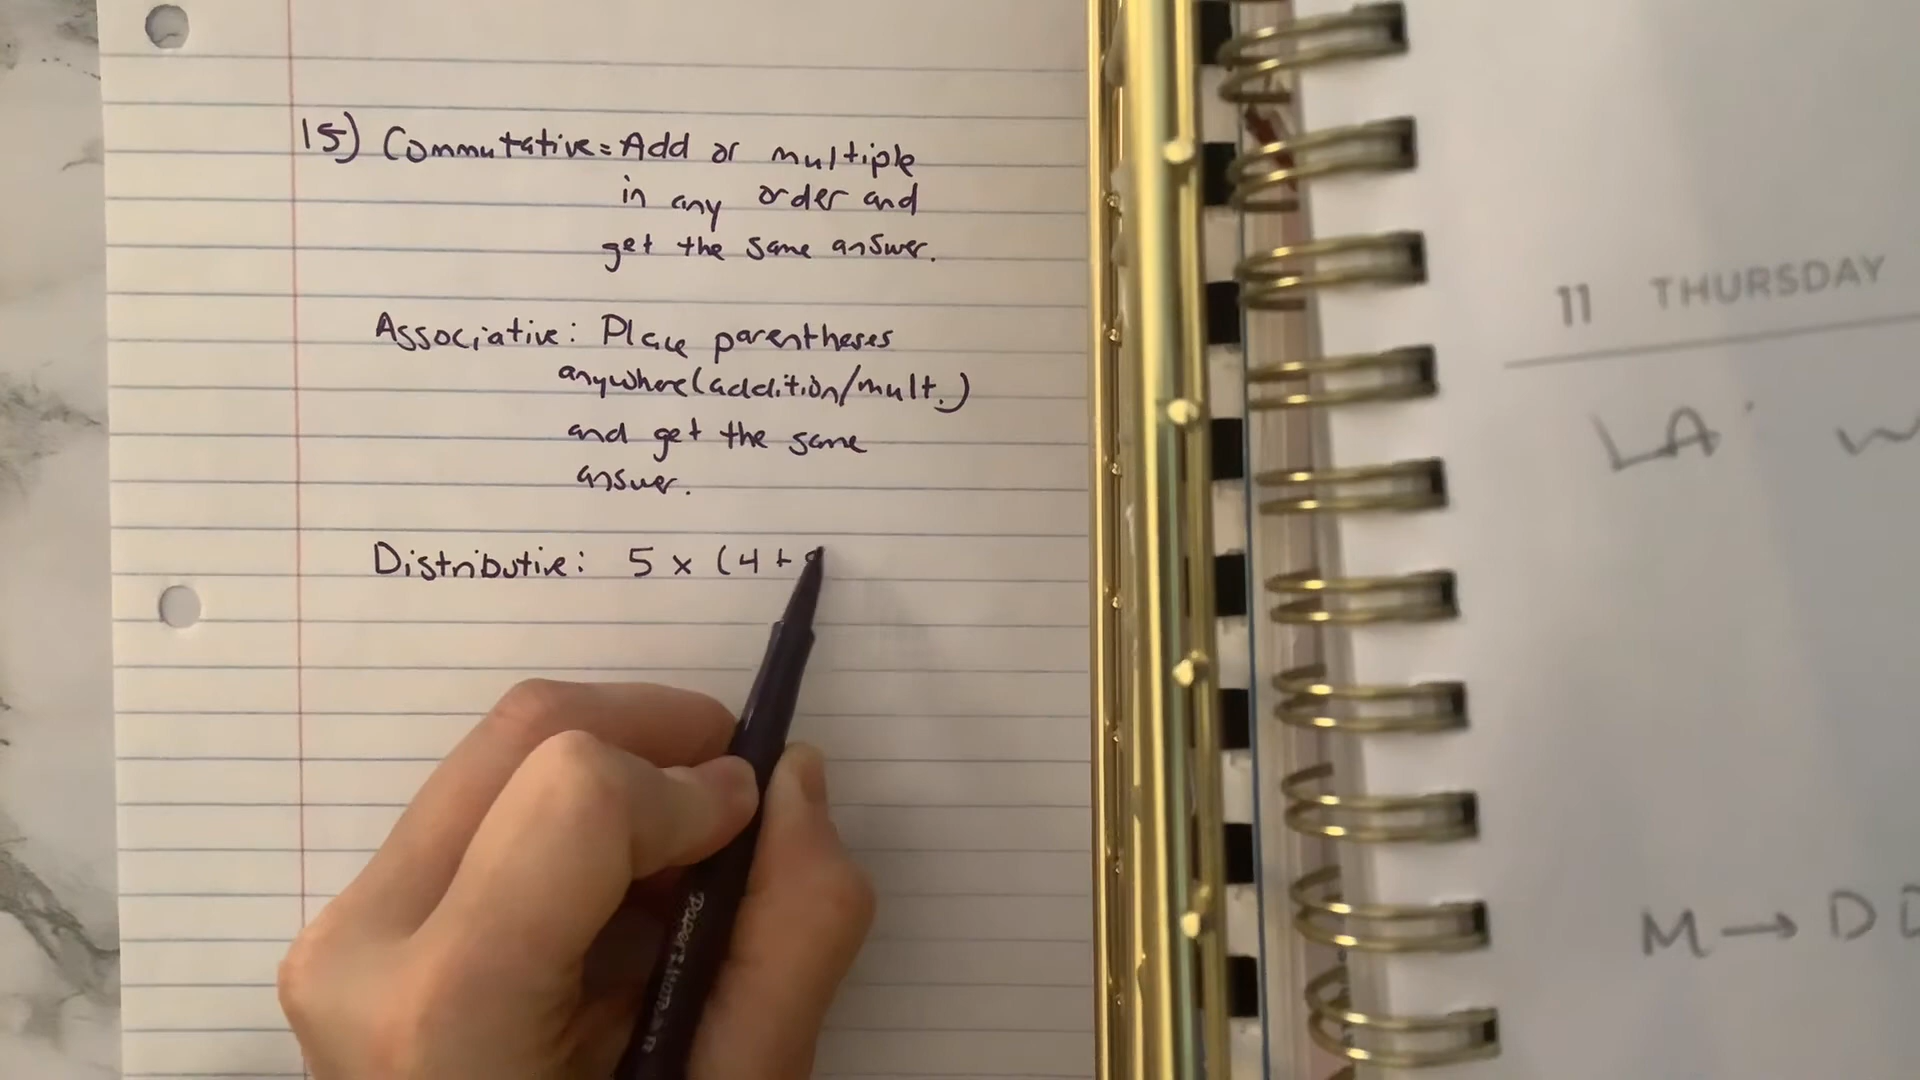 15) Commutative = Add or multiple
in any order and
get the same answer.
Associative: Place parentheses
anywhere (addition/mult.)
and get the same
answer.
Distributive: 5 x (4 +
PaperMate
11 THURSDAY
LA
M → D D